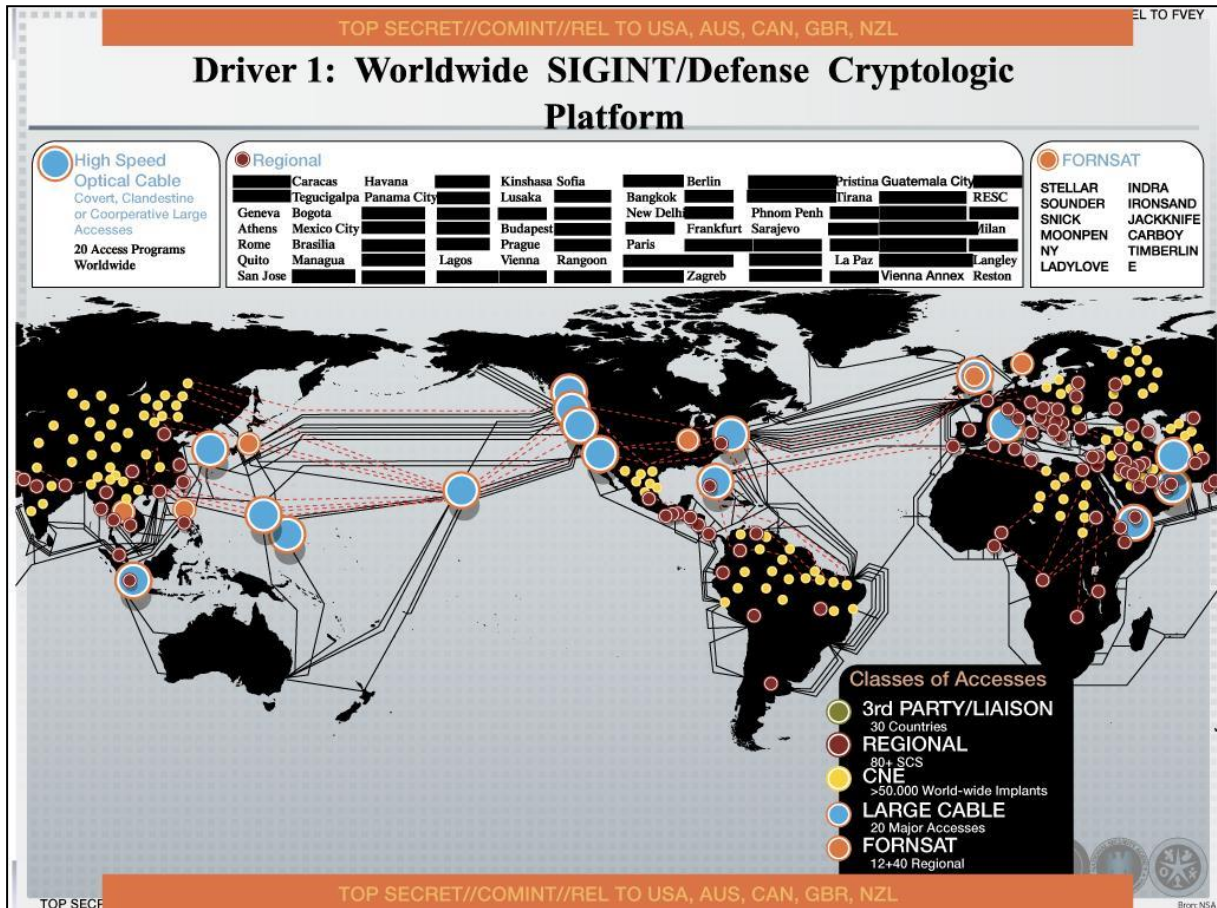 EL TO FVEY
TOP SECRET//COMINT//REL TO USA, AUS, CAN, GBR, NZL
Driver 1: Worldwide SIGINT/Defense Cryptologic
Platform
High Speed
Optical Cable
Covert, Clandestine
or Coorperative Large
Accesses
20 Access Programs
Worldwide
Regional
Caracas Havana Kinshasa Sofia Berlin Pristina Guatemala City
Tegucigalpa Panama City Lusaka Bangkok Tirana RESC
Geneva Bogota New Delhi Phnom Penh
Athens Mexico City Budapest Frankfurt Sarajevo Milan
Rome Brasilia Prague Paris
Quito Managua Lagos Vienna Rangoon La Paz Langley
San Jose Zagreb Vienna Annex Reston
FORNSAT
STELLAR INDRA
SOUNDER IRONSAND
SNICK JACKKNIFE
MOONPEN CARBOY
NY TIMBERLIN
LADYLOVE E
Classes of Accesses
3rd PARTY/LIAISON
30 Countries
REGIONAL
80+ SCS
CNE
>50.000 World-wide Implants
LARGE CABLE
20 Major Accesses
FORNSAT
12+40 Regional
TOP SECRET//COMINT//REL TO USA, AUS, CAN, GBR, NZL
TOP SECR
Bron: NSA